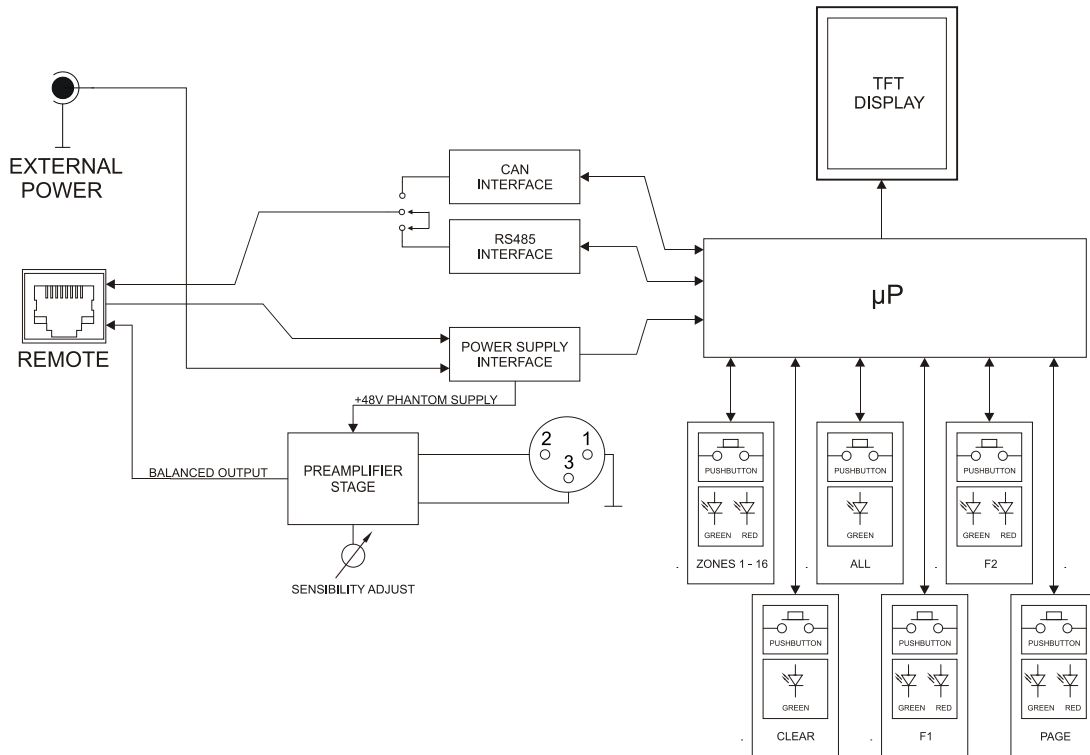 TFT
DISPLAY
EXTERNAL
POWER
CAN
INTERFACE
RS485
INTERFACE
µP
REMOTE
POWER SUPPLY
INTERFACE
+48V PHANTOM SUPPLY
BALANCED OUTPUT
PREAMPLIFIER
STAGE
2 1
3
SENSIBILITY ADJUST
PUSHBUTTON
GREEN RED
ZONES 1 - 16
PUSHBUTTON
GREEN
ALL
PUSHBUTTON
GREEN RED
F2
PUSHBUTTON
GREEN
CLEAR
PUSHBUTTON
GREEN RED
F1
PUSHBUTTON
GREEN RED
PAGE